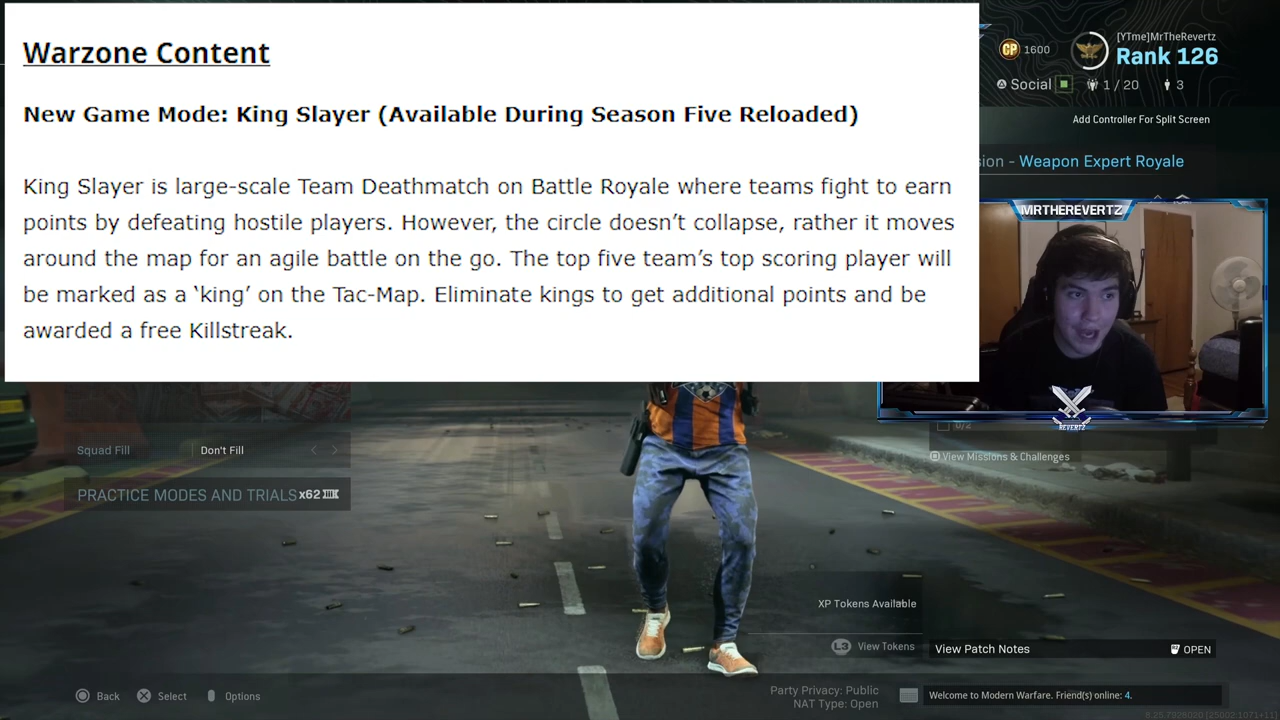 Warzone Content
New Game Mode: King Slayer (Available During Season Five Reloaded)
King Slayer is large-scale Team Deathmatch on Battle Royale where teams fight to earn
points by defeating hostile players. However, the circle doesn’t collapse, rather it moves
around the map for an agile battle on the go. The top five team’s top scoring player will
be marked as a ‘king’ on the Tac-Map. Eliminate kings to get additional points and be
awarded a free Killstreak.
CP 1600
[YTme]MrTheRevertz
Rank 126
Social 1 / 20 3
Add Controller For Split Screen
sion - Weapon Expert Royale
MRTHEREVERTZ
REVERTZ
0/2
View Missions & Challenges
Squad Fill Don't Fill
PRACTICE MODES AND TRIALS x62
XP Tokens Available
L3 View Tokens
View Patch Notes OPEN
Back Select Options
Party Privacy: Public
NAT Type: Open
Welcome to Modern Warfare. Friend(s) online: 4.